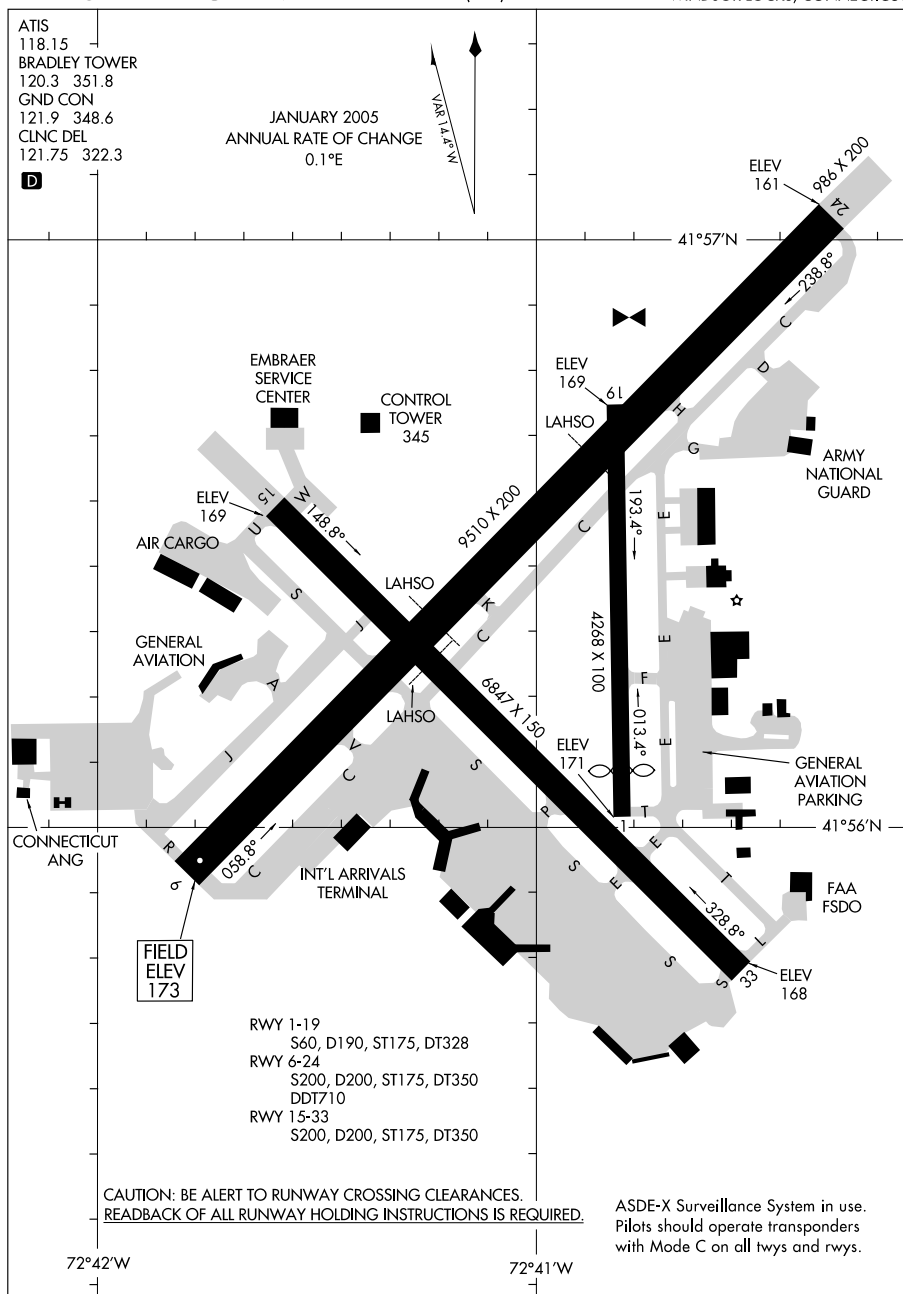 ATIS
118.15
BRADLEY TOWER
120.3 351.8
GND CON
121.9 348.6
CLNC DEL
121.75 322.3
D
JANUARY 2005
ANNUAL RATE OF CHANGE
0.1°E
VAR 14.4° W
ELEV
161
986 X 200
24
41°57'N
238.8°
C
D
H
G
EMBRAER
SERVICE
CENTER
CONTROL
TOWER
345
ELEV
169
19
LAHSO
ARMY
NATIONAL
GUARD
ELEV
169
15
W
U
148.8°
9510 X 200
C
193.4°
E
AIR CARGO
S
J
LAHSO
K
C
4268 X 100
E
GENERAL
AVIATION
A
LAHSO
6847 X 150
F
013.4°
E
J
V
C
S
ELEV
171
GENERAL
AVIATION
PARKING
P
1
T
41°56'N
CONNECTICUT
ANG
H
R
6
C
058.8°
INT'L ARRIVALS
TERMINAL
S
E
E
T
328.8°
FAA
FSDO
L
S
S
33
ELEV
168
FIELD
ELEV
173
RWY 1-19
S60, D190, ST175, DT328
RWY 6-24
S200, D200, ST175, DT350
DDT710
RWY 15-33
S200, D200, ST175, DT350
CAUTION: BE ALERT TO RUNWAY CROSSING CLEARANCES.
READBACK OF ALL RUNWAY HOLDING INSTRUCTIONS IS REQUIRED.
ASDE-X Surveillance System in use.
Pilots should operate transponders
with Mode C on all twys and rwys.
72°42'W
72°41'W